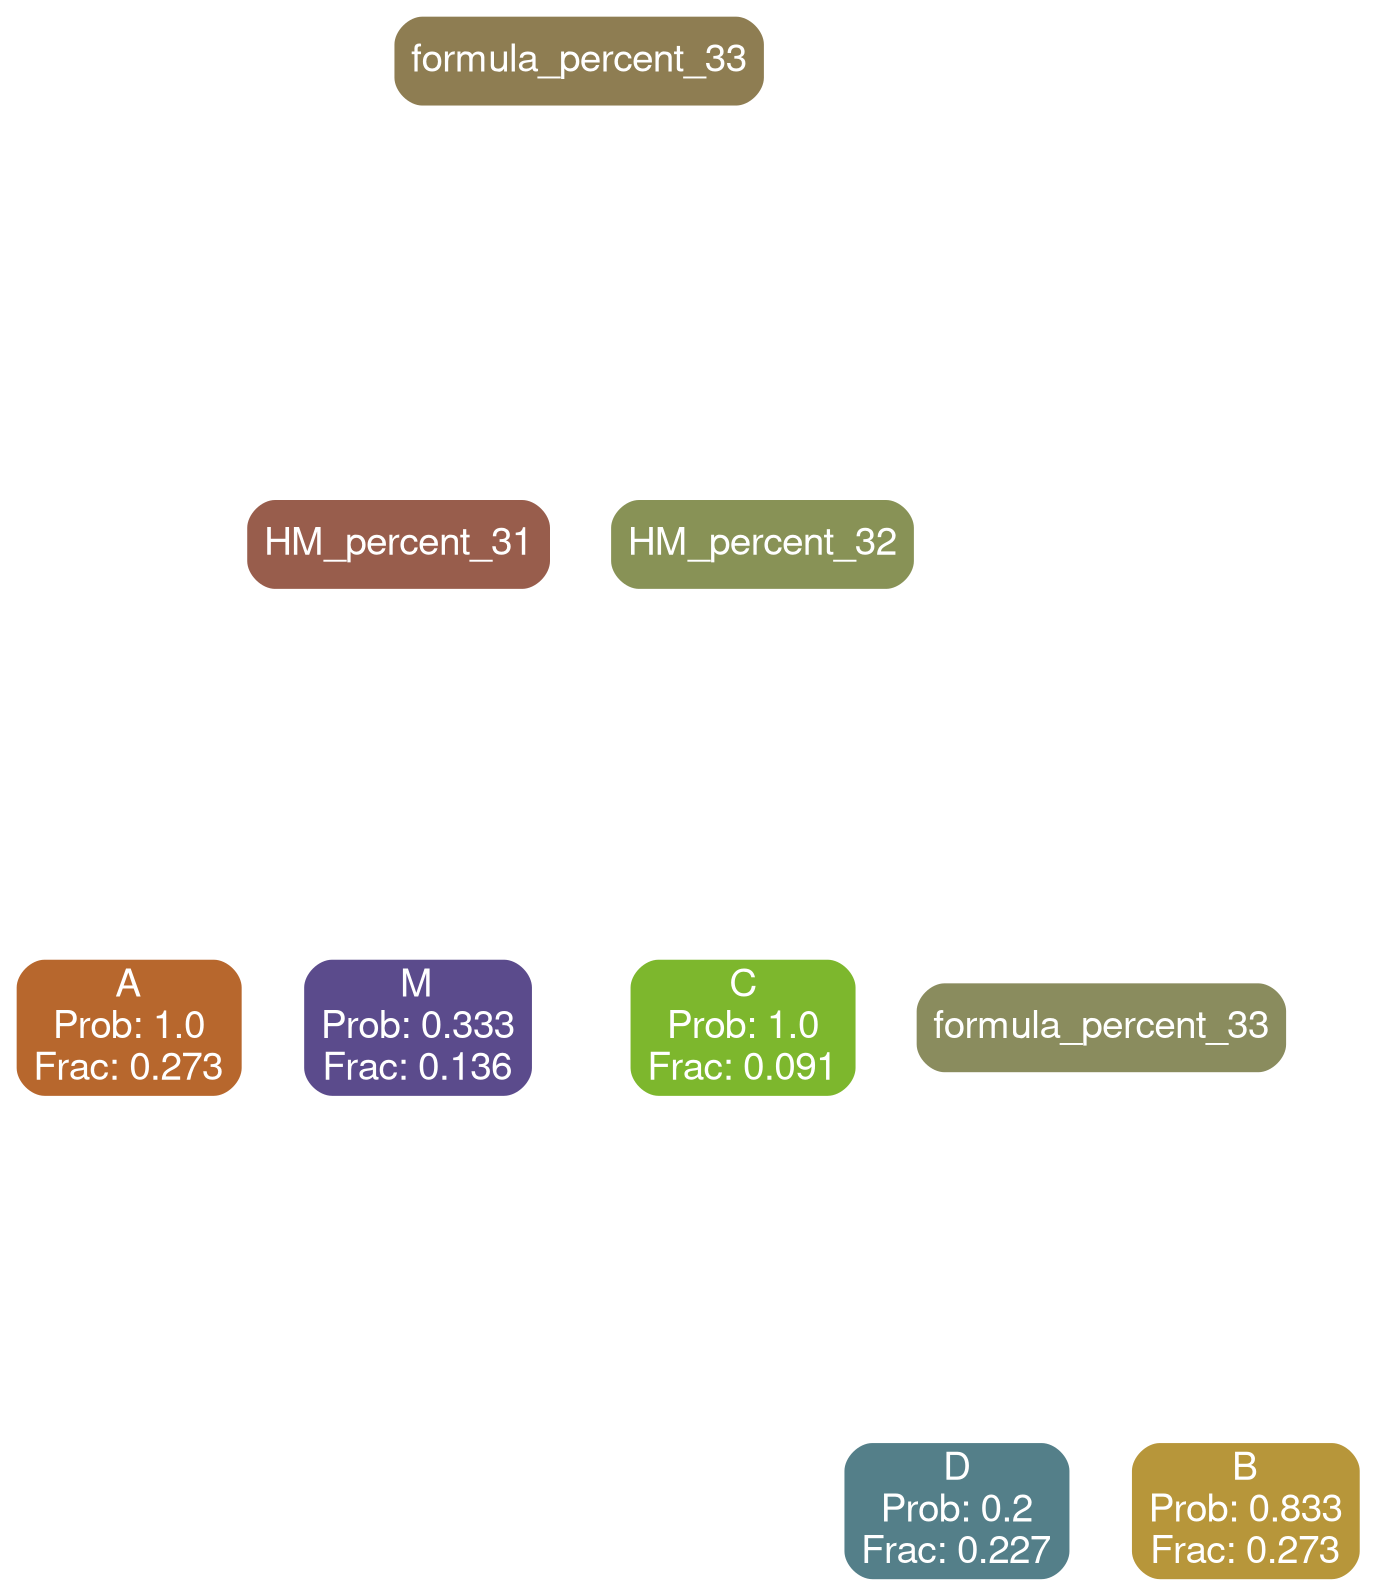 formula_percent_33
HM_percent_31
HM_percent_32
A
Prob: 1.0
Frac: 0.273
M
Prob: 0.333
Frac: 0.136
C
Prob: 1.0
Frac: 0.091
formula_percent_33
D
Prob: 0.2
Frac: 0.227
B
Prob: 0.833
Frac: 0.273